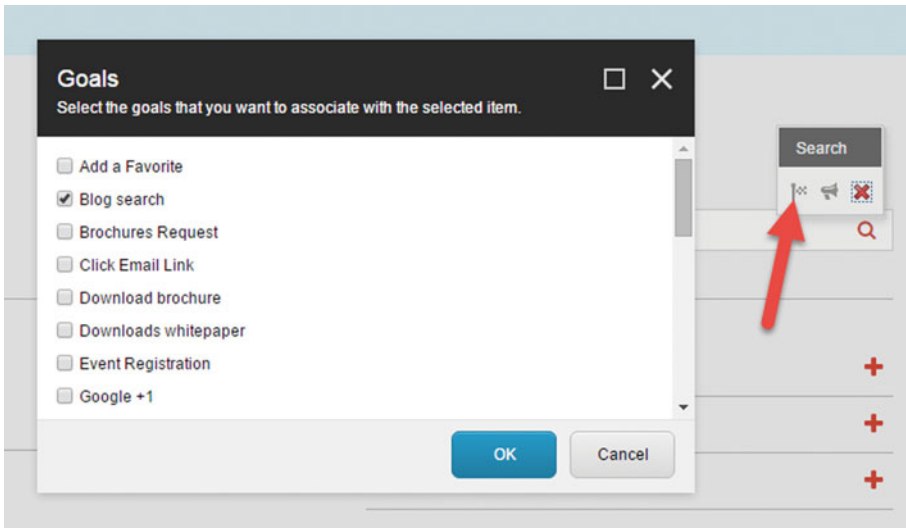 Goals
Select the goals that you want to associate with the selected item.
Add a Favorite
Blog search
Brochures Request
Click Email Link
Download brochure
Downloads whitepaper
Event Registration
Google +1
OK
Cancel
Search